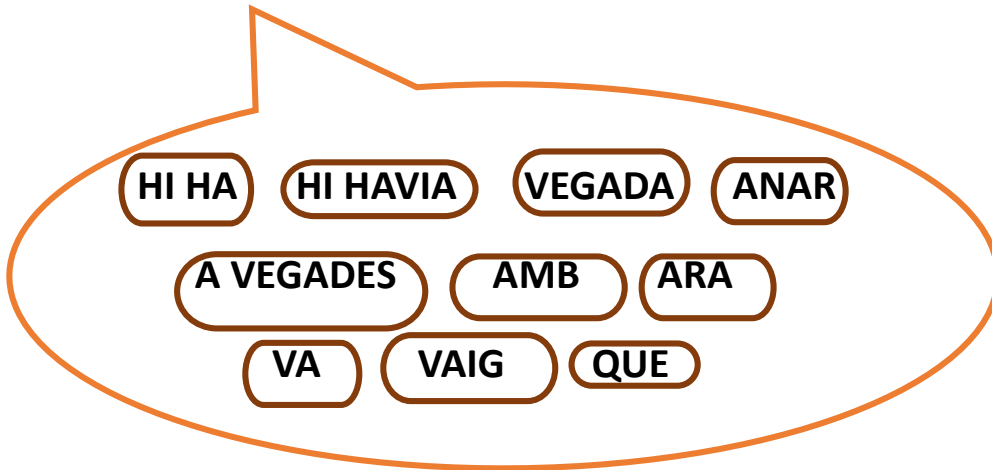 HI HA HI HAVIA VEGADA ANAR
A VEGADES AMB ARA
VA VAIG QUE